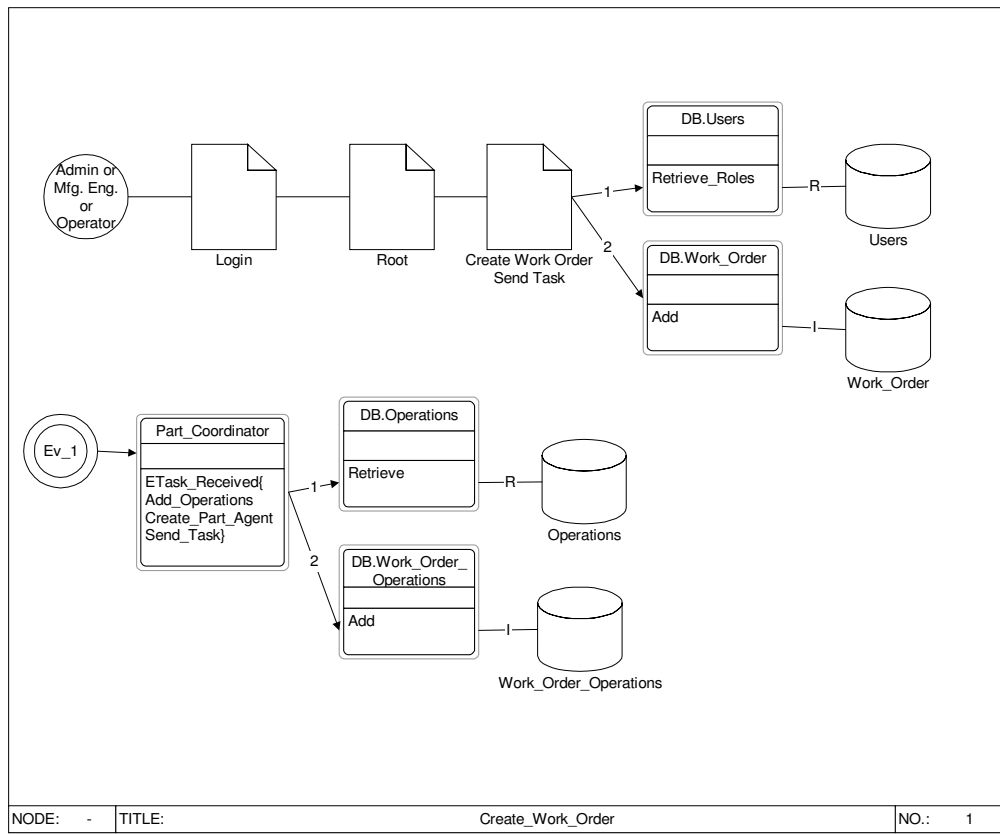 Admin or
Mfg. Eng.
or
Operator
Login
Root
Create Work Order
Send Task
1
2
DB.Users
Retrieve_Roles
R
Users
DB.Work_Order
Add
I
Work_Order
Ev_1
Part_Coordinator
ETask_Received{
Add_Operations
Create_Part_Agent
Send_Task}
1
2
DB.Operations
Retrieve
R
Operations
DB.Work_Order_
Operations
Add
I
Work_Order_Operations
NODE: - TITLE: Create_Work_Order NO.: 1